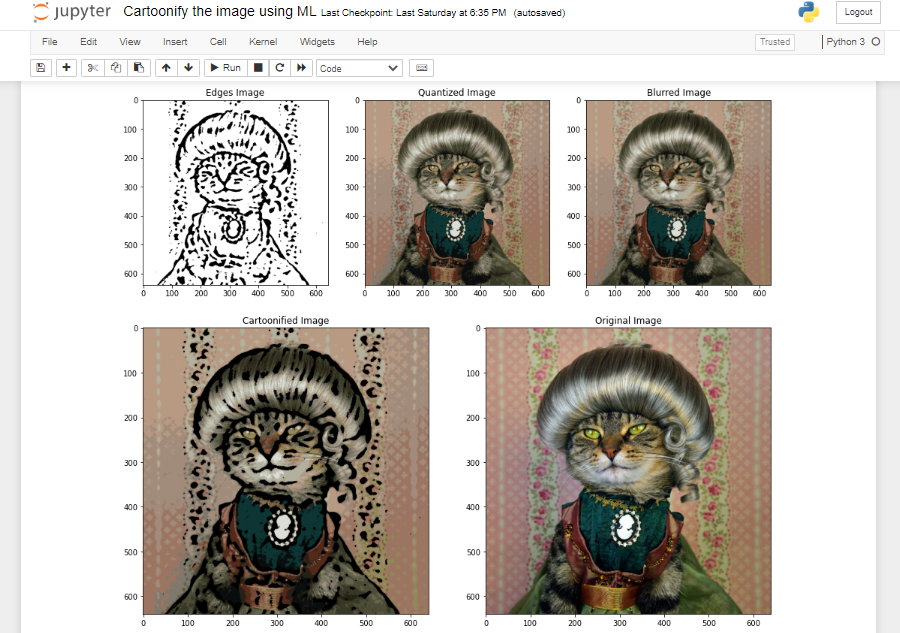 jupyter Cartoonify the image using ML Last Checkpoint: Last Saturday at 6:35 PM (autosaved) Logout
File Edit View Insert Cell Kernel Widgets Help Trusted Python 3
Run Code
Edges Image Quantized Image Blurred Image
0 0 0
100 100 100
200 200 200
300 300 300
400 400 400
500 500 500
600 600 600
0 100 200 300 400 500 600 0 100 200 300 400 500 600 0 100 200 300 400 500 600
Cartoonified Image Original Image
0 0
100 100
200 200
300 300
400 400
500 500
600 600
0 100 200 300 400 500 600 0 100 200 300 400 500 600